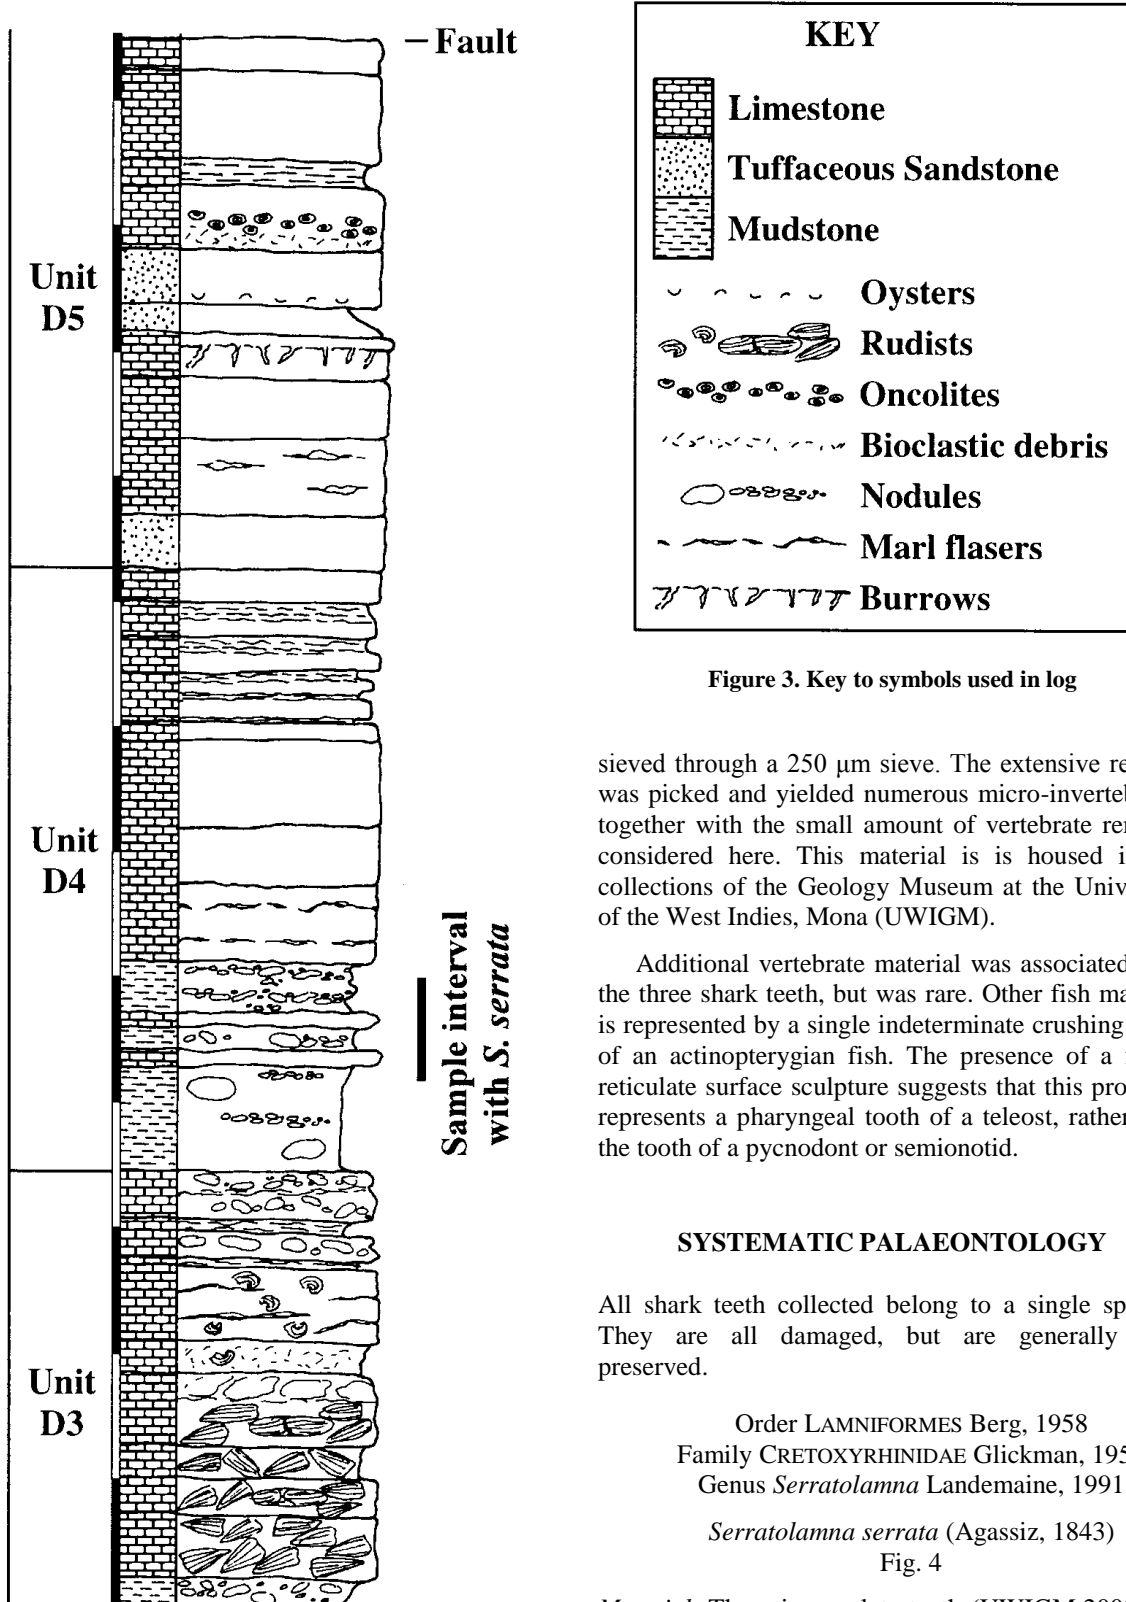 Fault
Unit
D5
Unit
D4
Sample interval
with S. serrata
Unit
D3
KEY
Limestone
Tuffaceous Sandstone
Mudstone
Oysters
Rudists
Oncolites
Bioclastic debris
Nodules
Marl flasers
Burrows
Figure 3. Key to symbols used in log
sieved through a 250 μm sieve. The extensive re
was picked and yielded numerous micro-inverteb
together with the small amount of vertebrate rer
considered here. This material is is housed i
collections of the Geology Museum at the Univ
of the West Indies, Mona (UWIGM).
Additional vertebrate material was associated
the three shark teeth, but was rare. Other fish ma
is represented by a single indeterminate crushing
of an actinopterygian fish. The presence of a
reticulate surface sculpture suggests that this pro
represents a pharyngeal tooth of a teleost, rather
the tooth of a pycnodont or semionotid.
SYSTEMATIC PALAEONTOLOGY
All shark teeth collected belong to a single sp
They are all damaged, but are generally
preserved.
Order LAMNIFORMES Berg, 1958
Family CRETOXYRHINIDAE Glickman, 195
Genus Serratolamna Landemaine, 1991
Serratolamna serrata (Agassiz, 1843)
Fig. 4